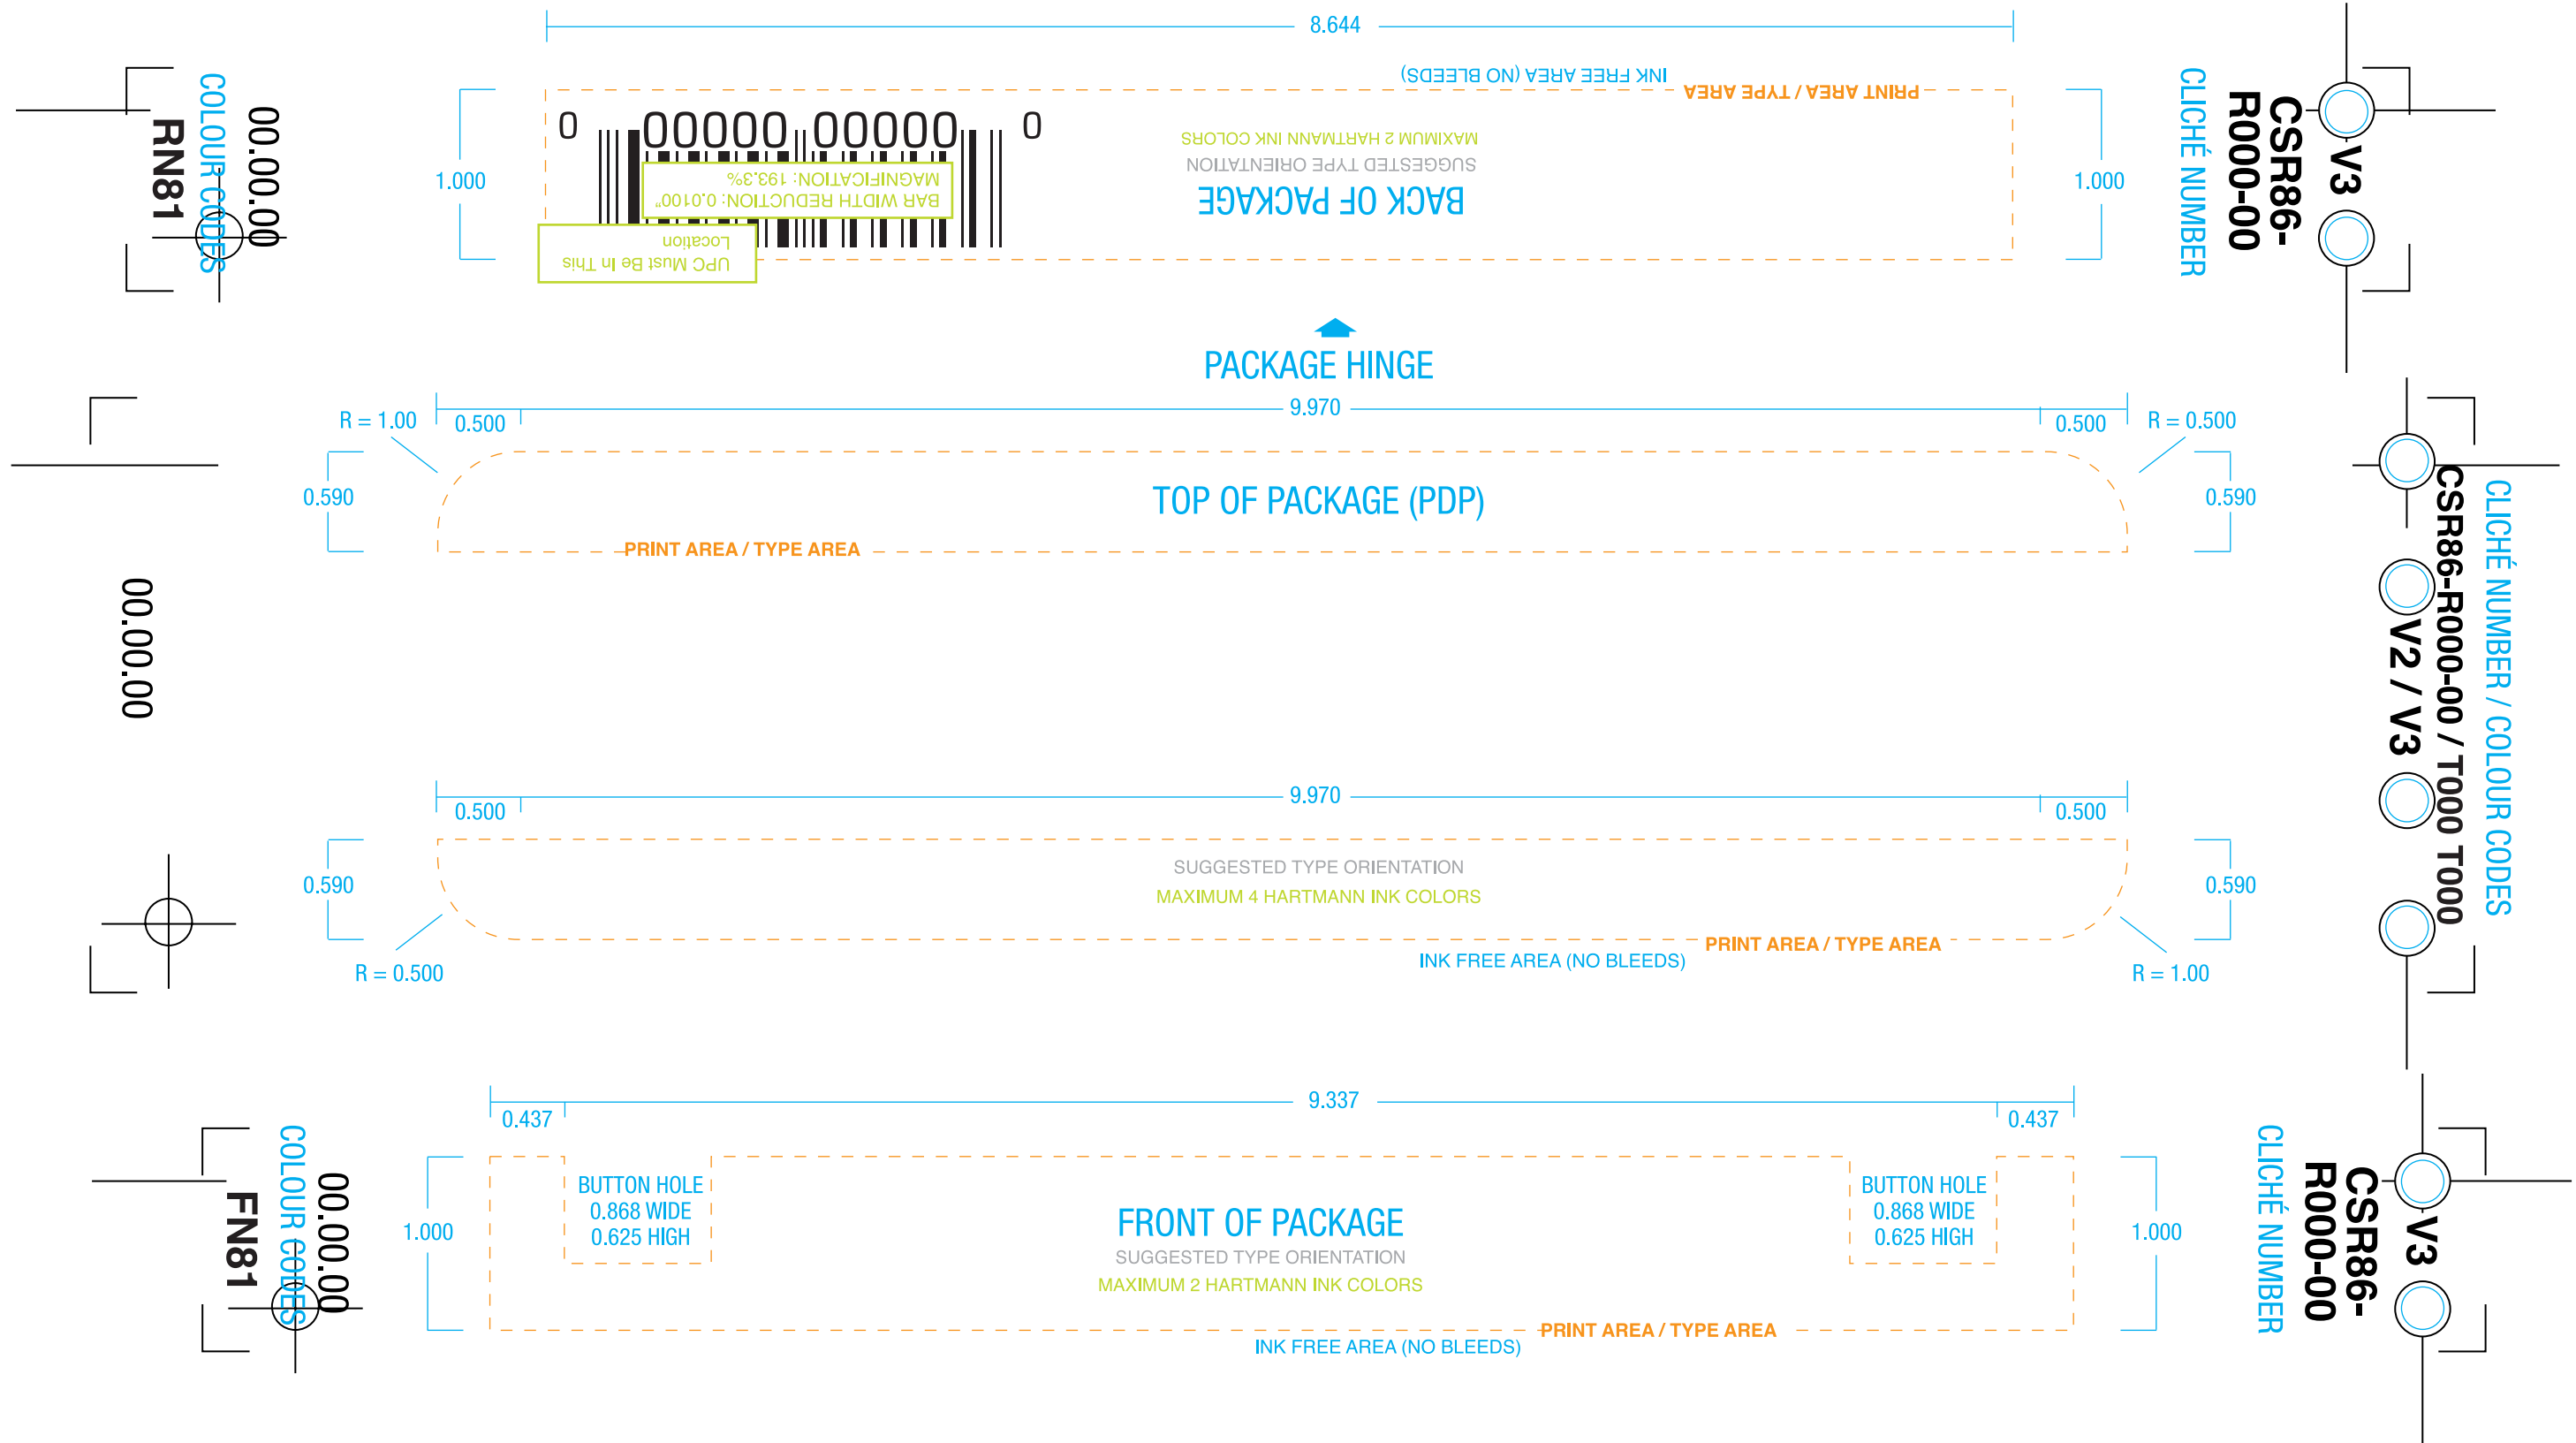 8.644
INK FREE AREA (NO BLEEDS)
PRINT AREA / TYPE AREA
COLOUR CODES
RN81
00.00.00
1.000
0 00000 00000 0
BAR WIDTH REDUCTION: 0.0100"
MAGNIFICATION: 193.3%
UPC Must Be In This
Location
BACK OF PACKAGE
SUGGESTED TYPE ORIENTATION
MAXIMUM 2 HARTMANN INK COLORS
1.000
CLICHÉ NUMBER
CSR86-
R000-00
V3
PACKAGE HINGE
9.970
R = 1.00
0.500
0.500
R = 0.500
0.590
TOP OF PACKAGE (PDP)
0.590
PRINT AREA / TYPE AREA
00.00.00
CLICHÉ NUMBER / COLOUR CODES
CSR86-R000-00 / T000 T000
V2 / V3
9.970
0.500
0.500
0.590
SUGGESTED TYPE ORIENTATION
MAXIMUM 4 HARTMANN INK COLORS
0.590
PRINT AREA / TYPE AREA
INK FREE AREA (NO BLEEDS)
R = 0.500
R = 1.00
9.337
0.437
0.437
COLOUR CODES
FN81
00.00.00
1.000
BUTTON HOLE
0.868 WIDE
0.625 HIGH
FRONT OF PACKAGE
SUGGESTED TYPE ORIENTATION
MAXIMUM 2 HARTMANN INK COLORS
BUTTON HOLE
0.868 WIDE
0.625 HIGH
1.000
PRINT AREA / TYPE AREA
INK FREE AREA (NO BLEEDS)
CLICHÉ NUMBER
CSR86-
R000-00
V3